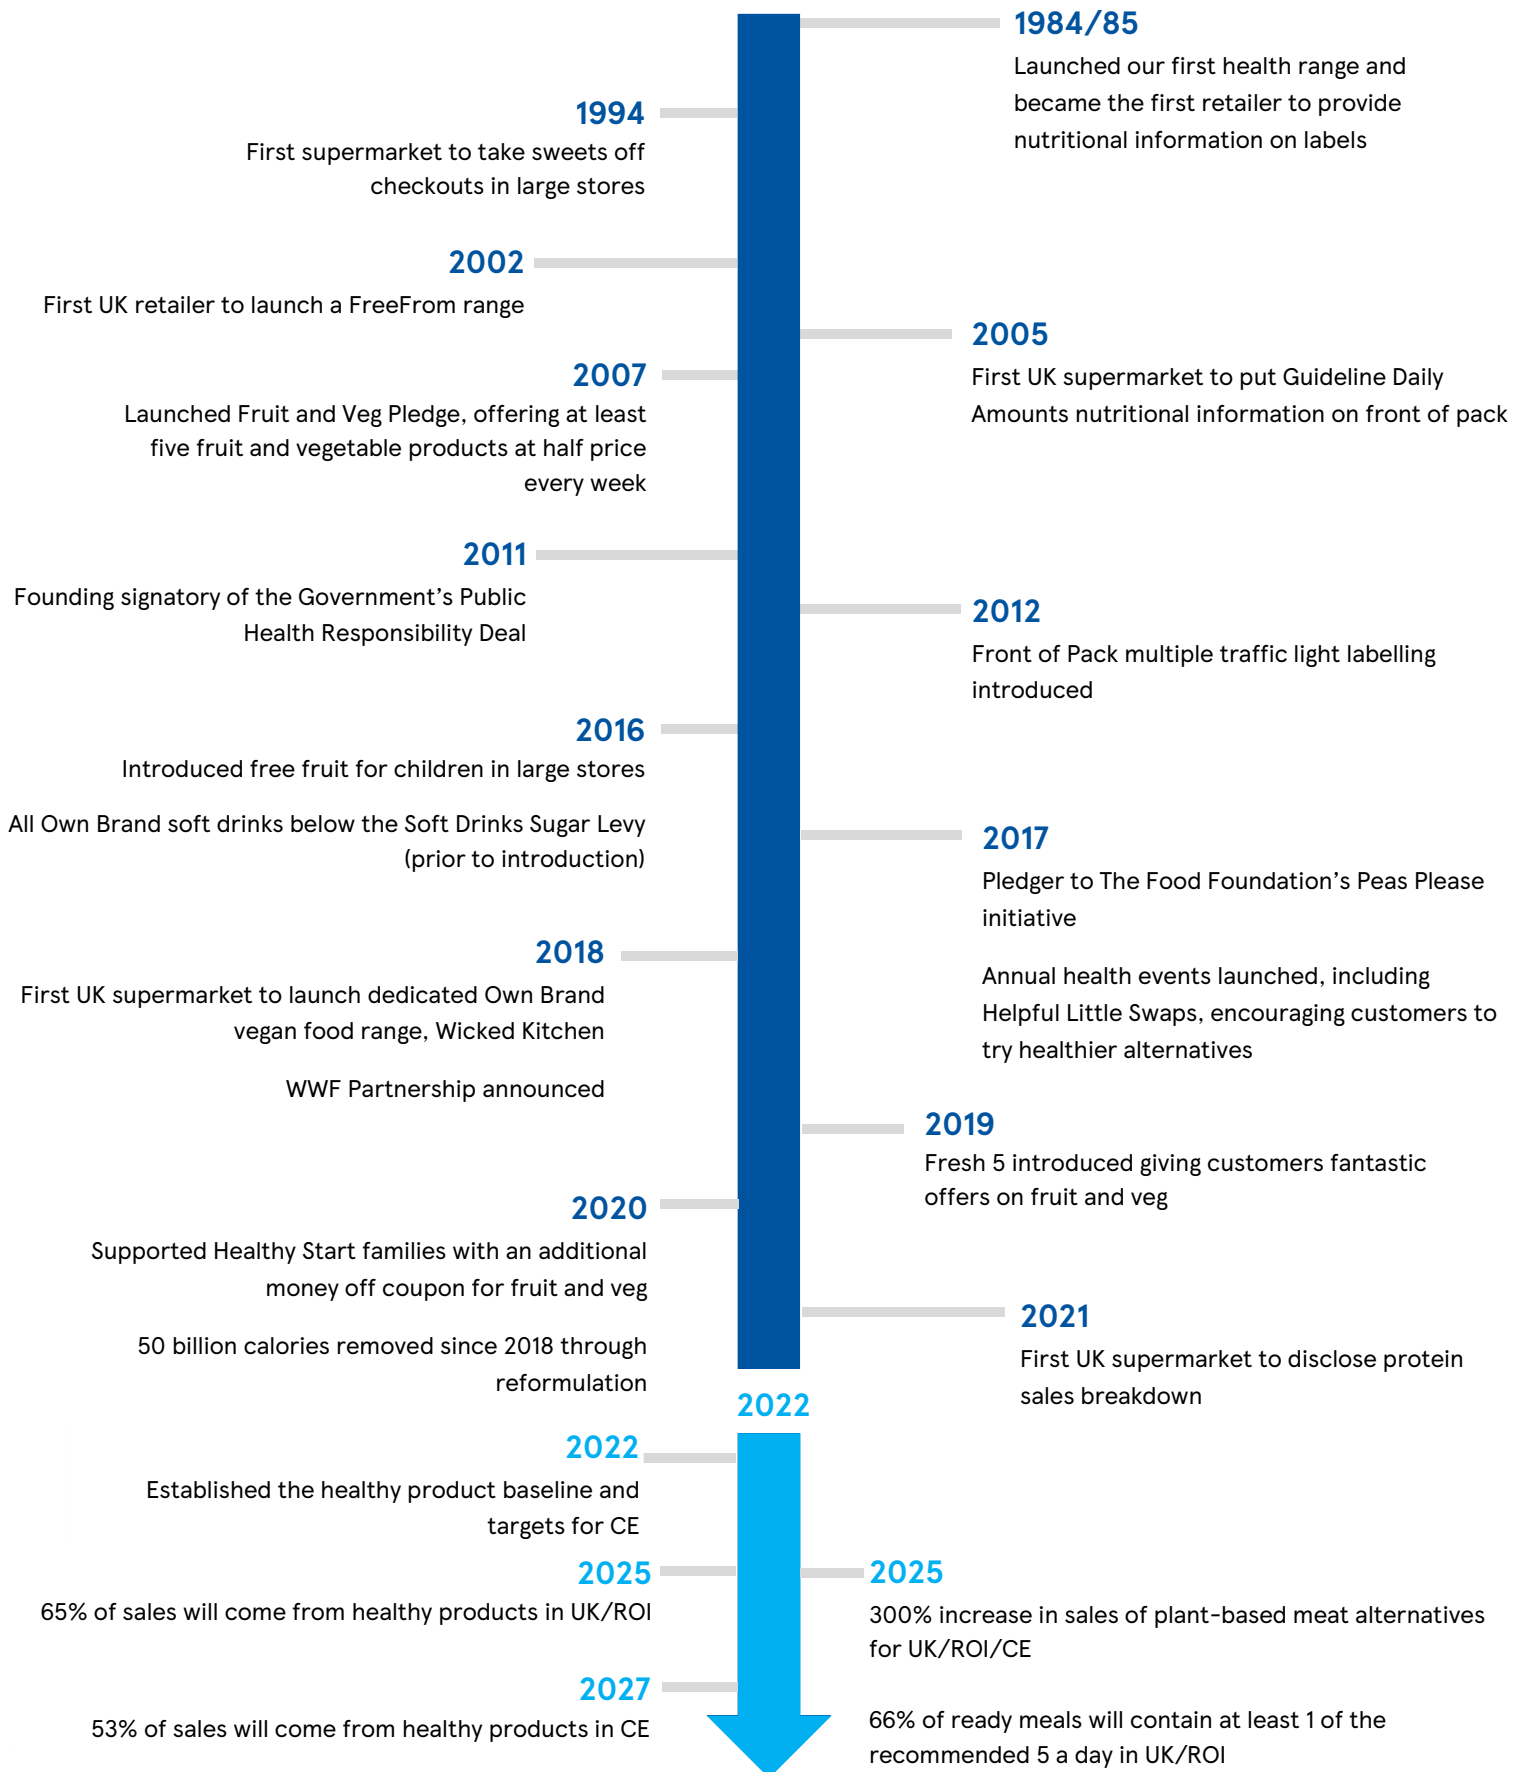 1984/85
Launched our first health range and
became the first retailer to provide
nutritional information on labels
1994
First supermarket to take sweets off
checkouts in large stores
2002
First UK retailer to launch a FreeFrom range
2005
First UK supermarket to put Guideline Daily
Amounts nutritional information on front of pack
2007
Launched Fruit and Veg Pledge, offering at least
five fruit and vegetable products at half price
every week
2011
Founding signatory of the Government’s Public
Health Responsibility Deal
2012
Front of Pack multiple traffic light labelling
introduced
2016
Introduced free fruit for children in large stores
All Own Brand soft drinks below the Soft Drinks Sugar Levy
(prior to introduction)
2017
Pledger to The Food Foundation’s Peas Please
initiative
Annual health events launched, including
Helpful Little Swaps, encouraging customers to
try healthier alternatives
2018
First UK supermarket to launch dedicated Own Brand
vegan food range, Wicked Kitchen
WWF Partnership announced
2019
Fresh 5 introduced giving customers fantastic
offers on fruit and veg
2020
Supported Healthy Start families with an additional
money off coupon for fruit and veg
50 billion calories removed since 2018 through
reformulation
2021
First UK supermarket to disclose protein
sales breakdown
2022
2022
Established the healthy product baseline and
targets for CE
2025
65% of sales will come from healthy products in UK/ROI
2025
300% increase in sales of plant-based meat alternatives
for UK/ROI/CE
66% of ready meals will contain at least 1 of the
recommended 5 a day in UK/ROI
2027
53% of sales will come from healthy products in CE